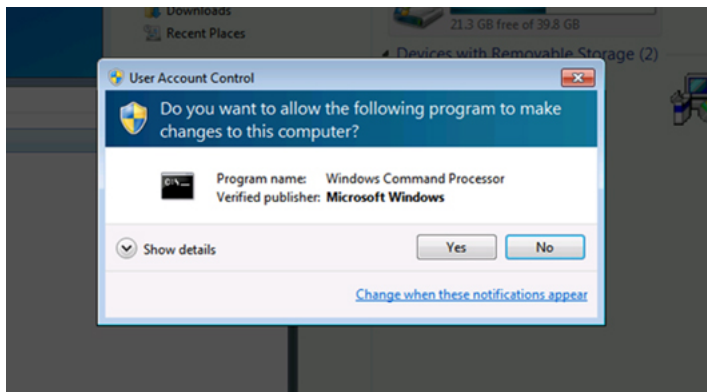 Downloads
Recent Places
21.3 GB free of 39.8 GB
Devices with Removable Storage (2)
User Account Control
Do you want to allow the following program to make
changes to this computer?
C:\_
Program name: Windows Command Processor
Verified publisher: Microsoft Windows
Show details
Yes
No
Change when these notifications appear